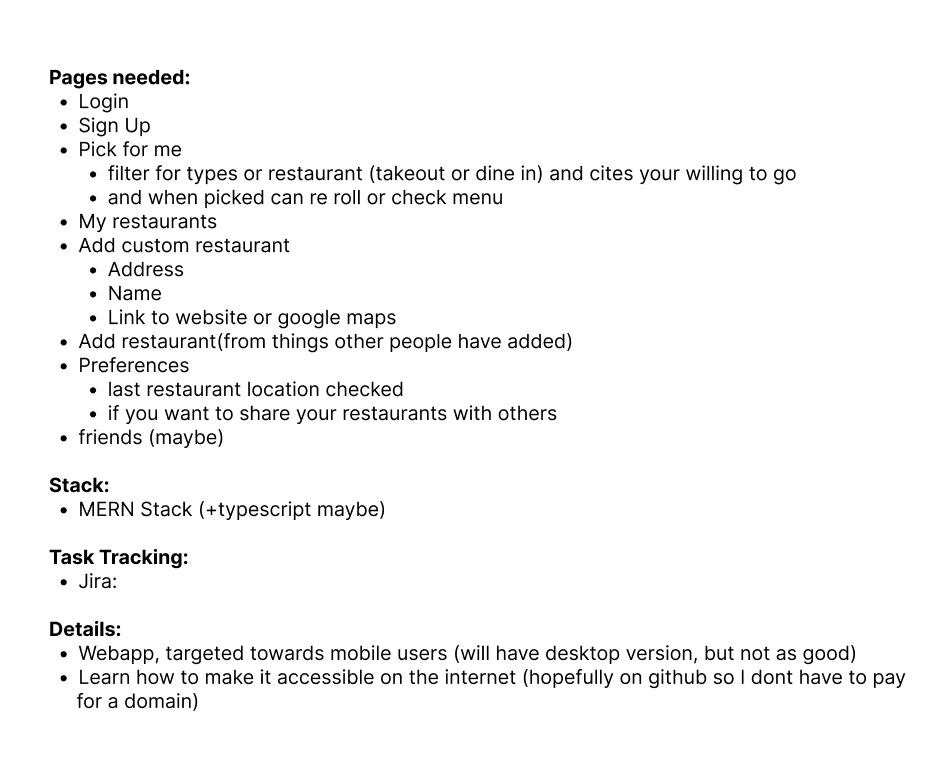 Pages needed:
• Login
• Sign Up
• Pick for me
• filter for types or restaurant (takeout or dine in) and cites your willing to go
• and when picked can re roll or check menu
• My restaurants
• Add custom restaurant
• Address
• Name
• Link to website or google maps
• Add restaurant(from things other people have added)
• Preferences
• last restaurant location checked
• if you want to share your restaurants with others
• friends (maybe)
Stack:
• MERN Stack (+typescript maybe)
Task Tracking:
• Jira:
Details:
• Webapp, targeted towards mobile users (will have desktop version, but not as good)
• Learn how to make it accessible on the internet (hopefully on github so I dont have to pay
for a domain)